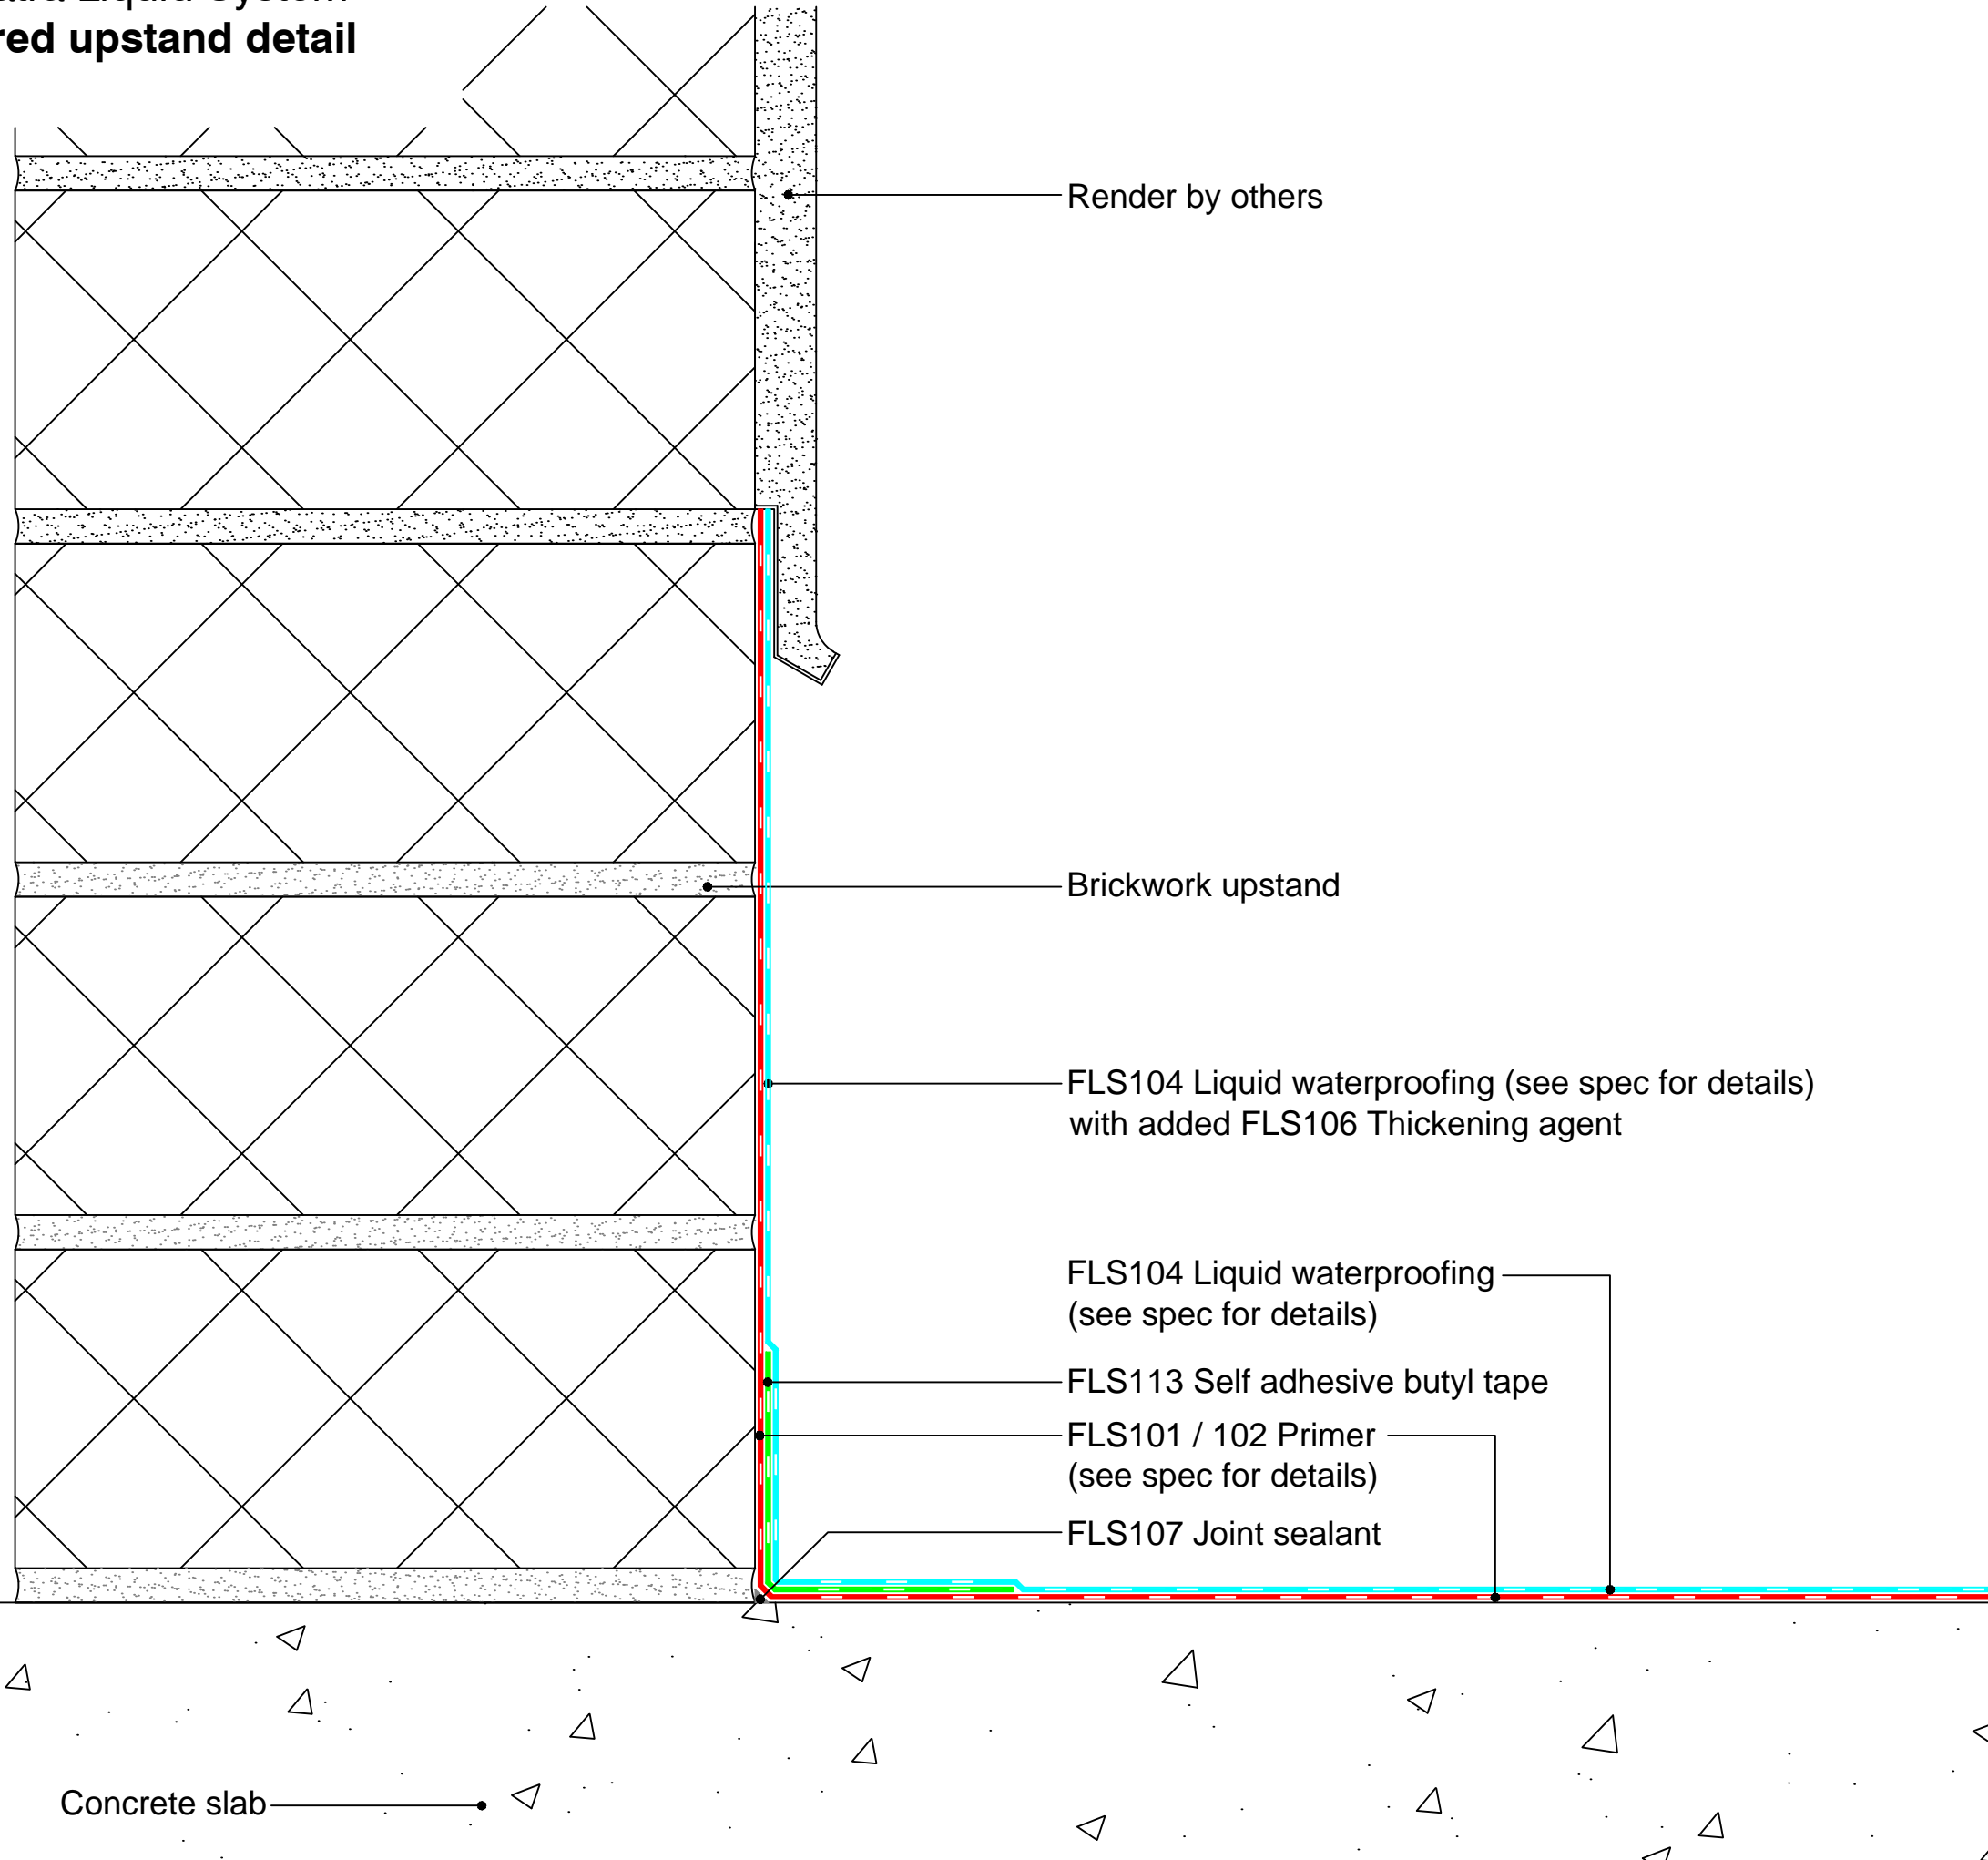 Liquid System
upstand detail
Render by others
Brickwork upstand
FLS104 Liquid waterproofing (see spec for details)
with added FLS106 Thickening agent
FLS104 Liquid waterproofing
(see spec for details)
FLS113 Self adhesive butyl tape
FLS101 / 102 Primer
(see spec for details)
FLS107 Joint sealant
Concrete slab